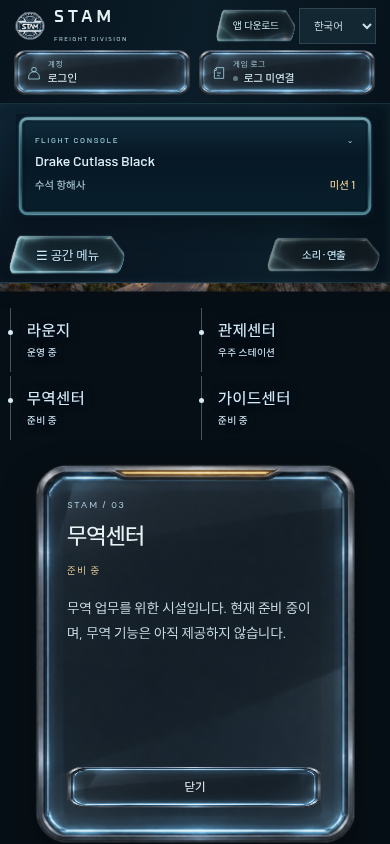 STAM
FREIGHT DIVISION
앱 다운로드
한국어
계정
로그인
게임 로그
로그 미연결
FLIGHT CONSOLE
Drake Cutlass Black
수석 항해사
미션 1
☰ 공간 메뉴
소리·연출
라운지
운영 중
관제센터
우주 스테이션
무역센터
준비 중
가이드센터
준비 중
STAM / 03
무역센터
준비 중
무역 업무를 위한 시설입니다. 현재 준비 중이
며, 무역 기능은 아직 제공하지 않습니다.
닫기